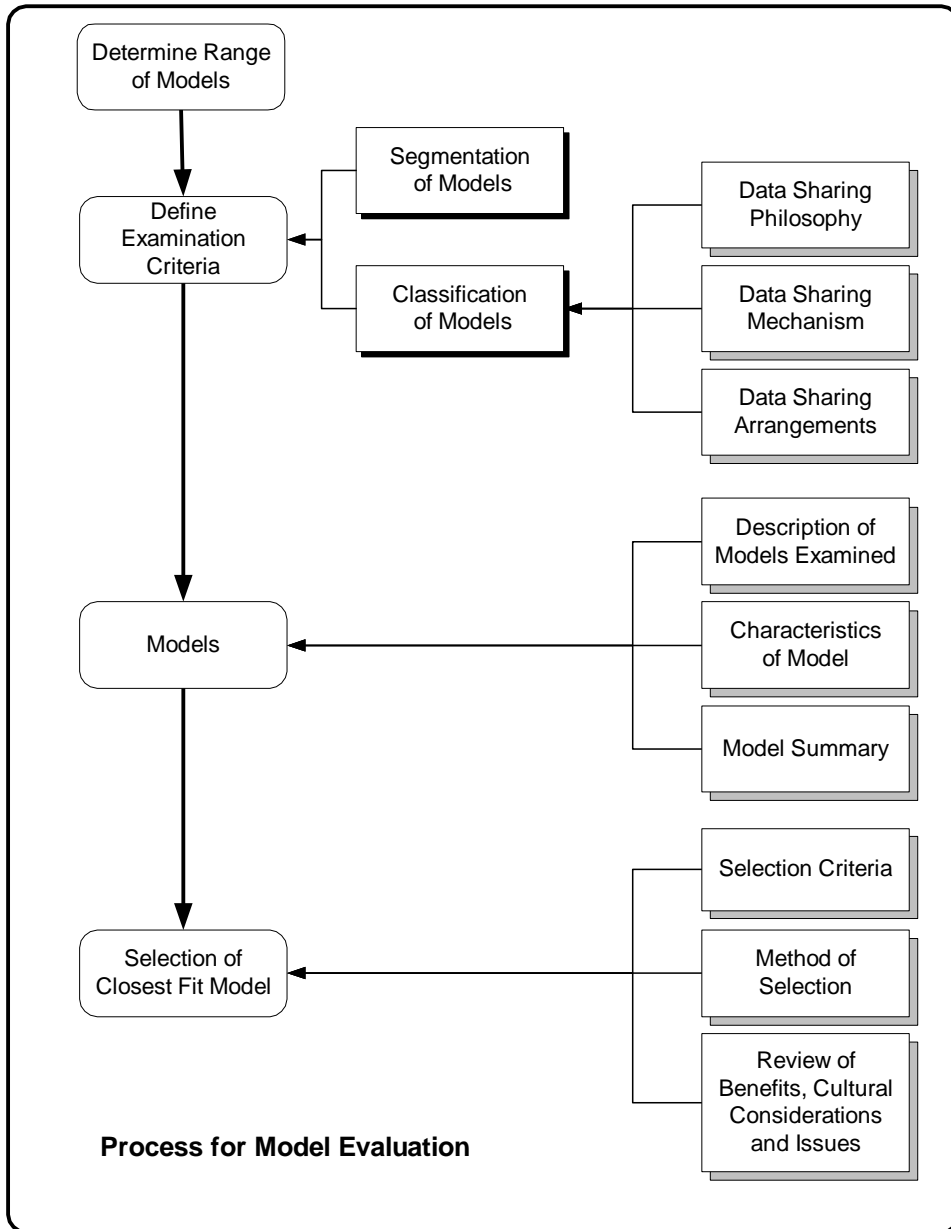 Determine Range
of Models
Segmentation
of Models
Define
Examination
Criteria
Classification
of Models
Data Sharing
Philosophy
Data Sharing
Mechanism
Data Sharing
Arrangements
Models
Description of
Models Examined
Characteristics
of Model
Model Summary
Selection of
Closest Fit Model
Selection Criteria
Method of
Selection
Review of
Benefits, Cultural
Considerations
and Issues
Process for Model Evaluation